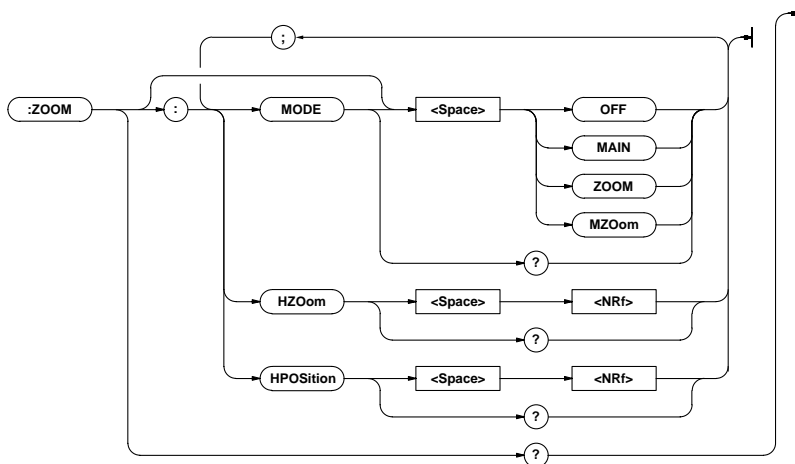 ;
:ZOOM : MODE <Space> OFF
MAIN
ZOOM
MZOom
?
HZOom <Space> <NRf>
?
HPOSition <Space> <NRf>
?
?